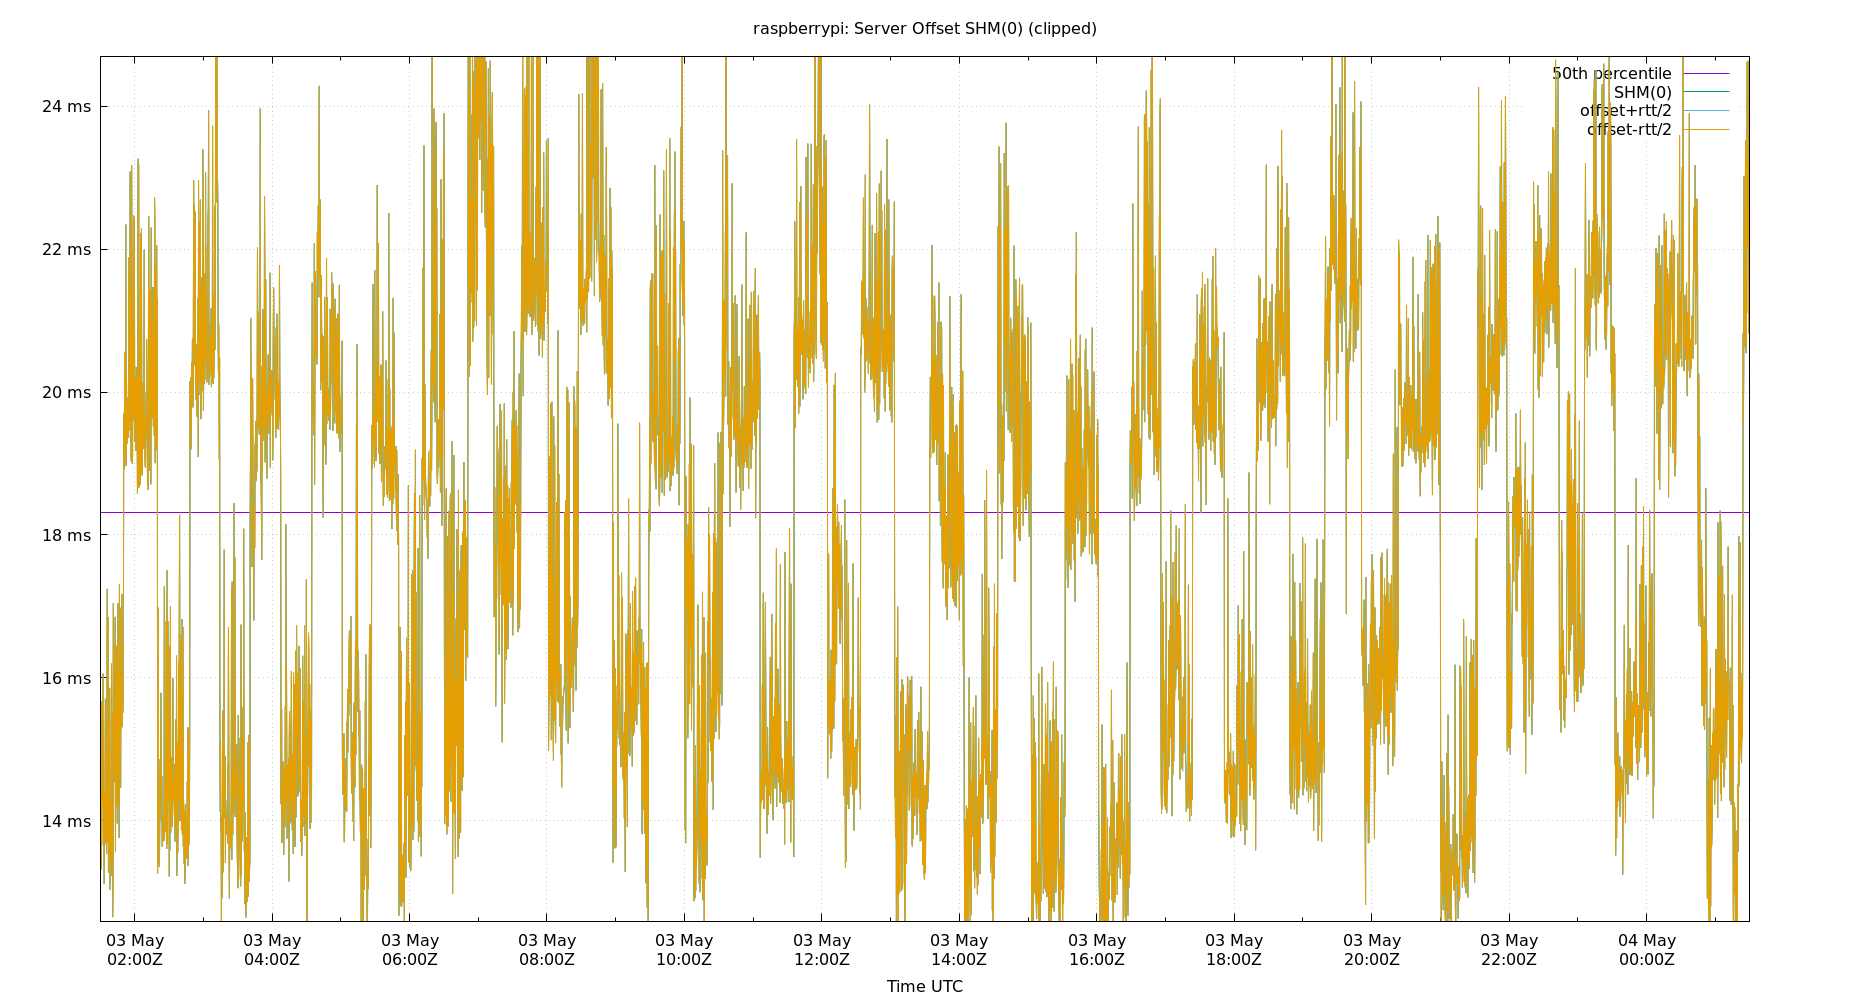 raspberrypi: Server Offset SHM(0) (clipped)
50th percentile
SHM(0)
offset+rtt/2
offset-rtt/2
24 ms
22 ms
20 ms
18 ms
16 ms
14 ms
03 May 03 May 03 May 03 May 03 May 03 May 03 May 03 May 03 May 03 May 03 May 04 May
02:00Z 04:00Z 06:00Z 08:00Z 10:00Z 12:00Z 14:00Z 16:00Z 18:00Z 20:00Z 22:00Z 00:00Z
Time UTC